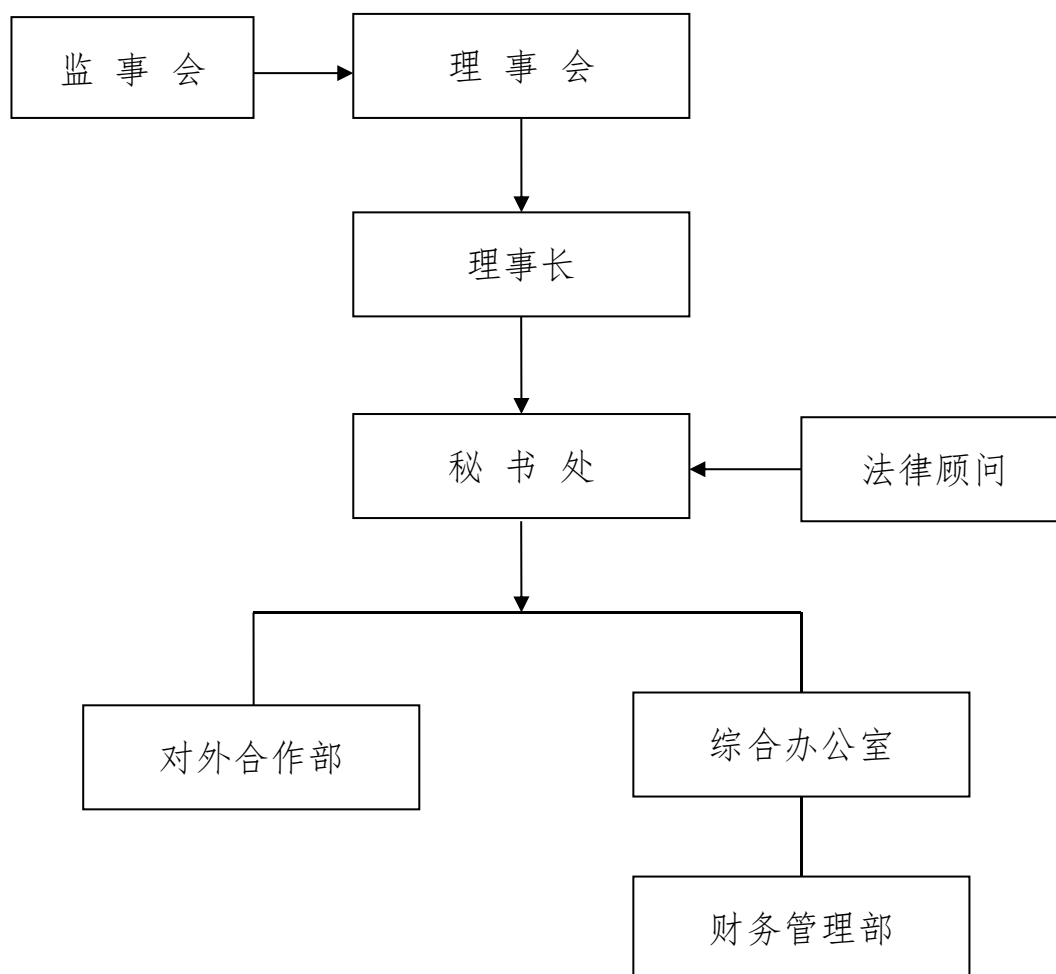 监 事 会
理 事 会
理事长
秘 书 处
法律顾问
对外合作部
综合办公室
财务管理部